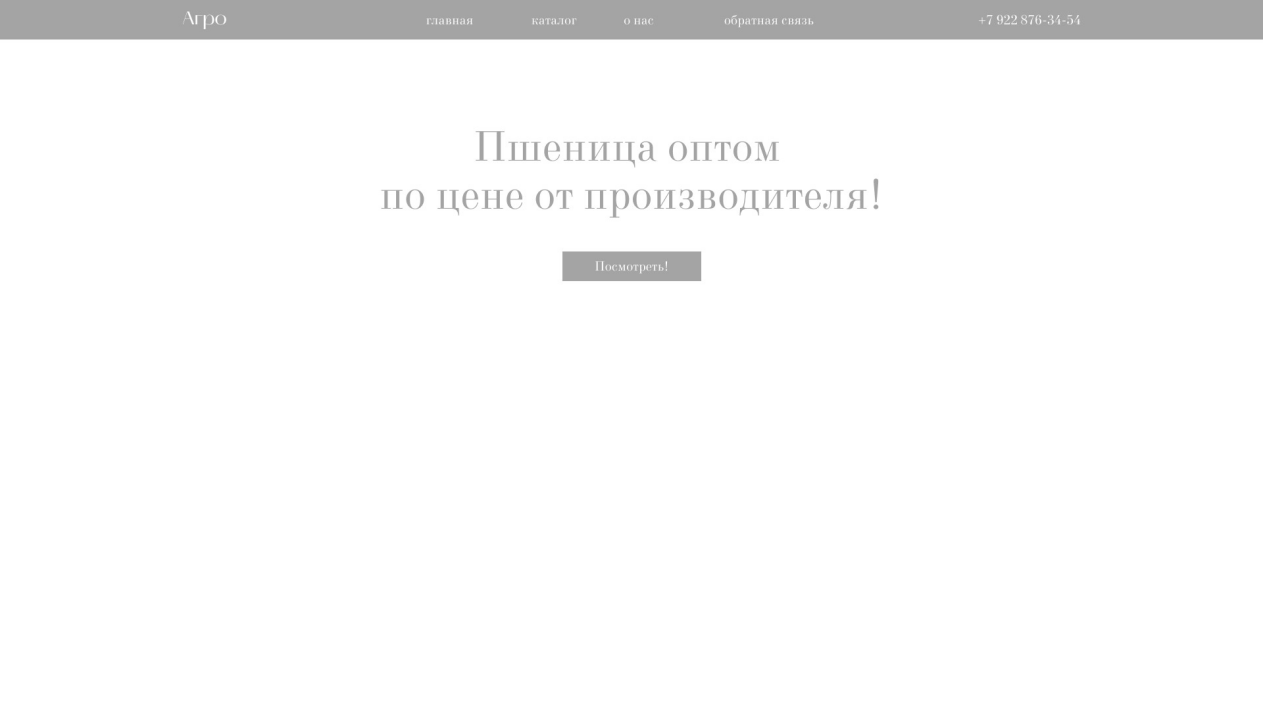 Агро
главная
каталог
о нас
обратная связь
+7 922 876-34-54
Пшеница оптом
по цене от производителя!
Посмотреть!